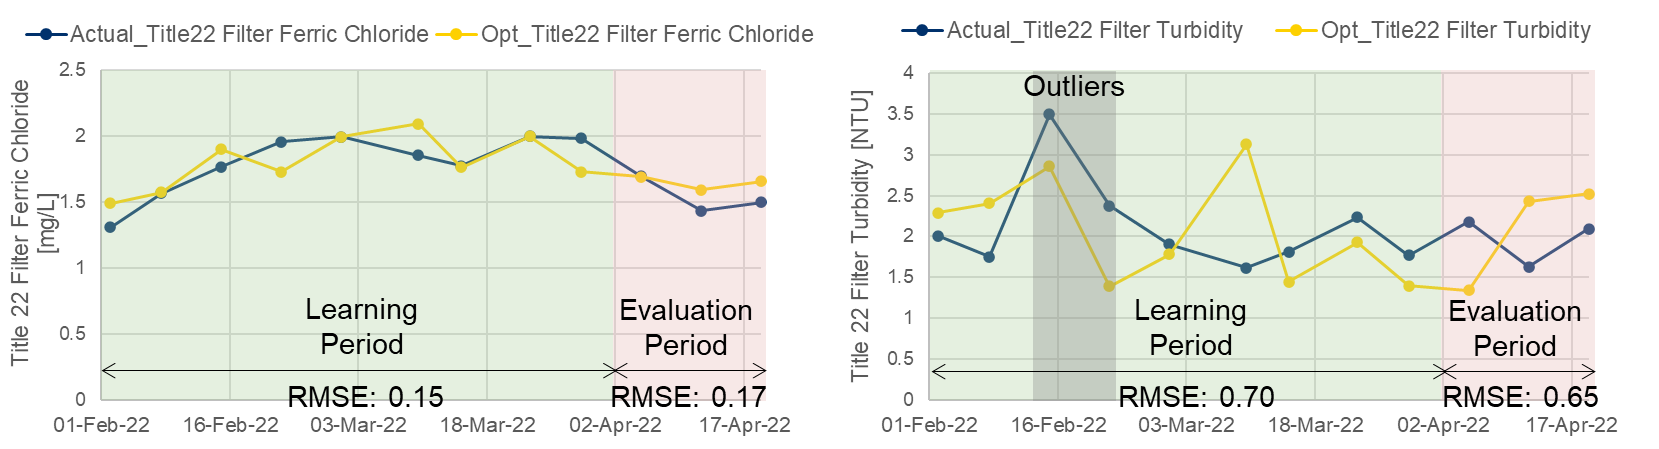 Actual_Title22 Filter Ferric Chloride
Opt_Title22 Filter Ferric Chloride
Title 22 Filter Ferric Chloride
[mg/L]
2.5
2
1.5
1
0.5
0
Learning
Period
Evaluation
Period
RMSE: 0.15
RMSE: 0.17
01-Feb-22
16-Feb-22
03-Mar-22
18-Mar-22
02-Apr-22
17-Apr-22
Actual_Title22 Filter Turbidity
Opt_Title22 Filter Turbidity
Title 22 Filter Turbdity [NTU]
4
3.5
3
2.5
2
1.5
1
0.5
0
Outliers
Learning
Period
Evaluation
Period
RMSE: 0.70
RMSE: 0.65
01-Feb-22
16-Feb-22
03-Mar-22
18-Mar-22
02-Apr-22
17-Apr-22